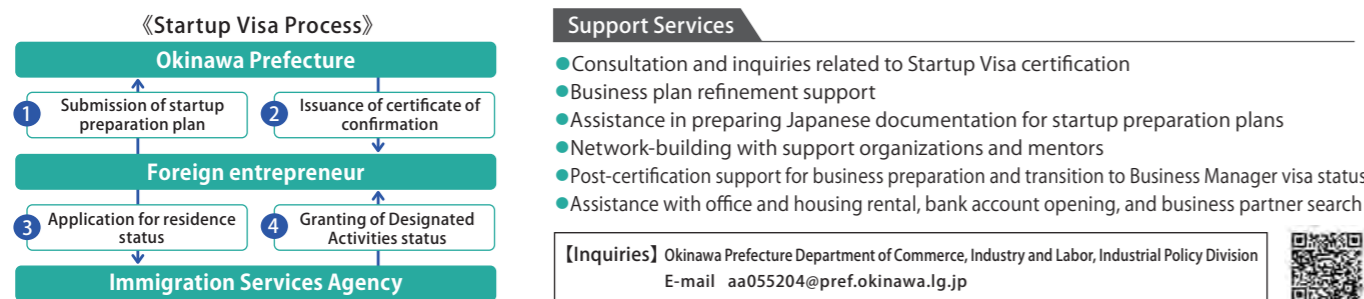 《Startup Visa Process》
Okinawa Prefecture
1 Submission of startup
preparation plan
2 Issuance of certificate of
confirmation
Foreign entrepreneur
3 Application for residence
status
4 Granting of Designated
Activities status
Immigration Services Agency
Support Services
●Consultation and inquiries related to Startup Visa certification
●Business plan refinement support
●Assistance in preparing Japanese documentation for startup preparation plans
●Network-building with support organizations and mentors
●Post-certification support for business preparation and transition to Business Manager visa status
●Assistance with office and housing rental, bank account opening, and business partner search
【Inquiries】Okinawa Prefecture Department of Commerce, Industry and Labor, Industrial Policy Division
E-mail aa055204@pref.okinawa.lg.jp